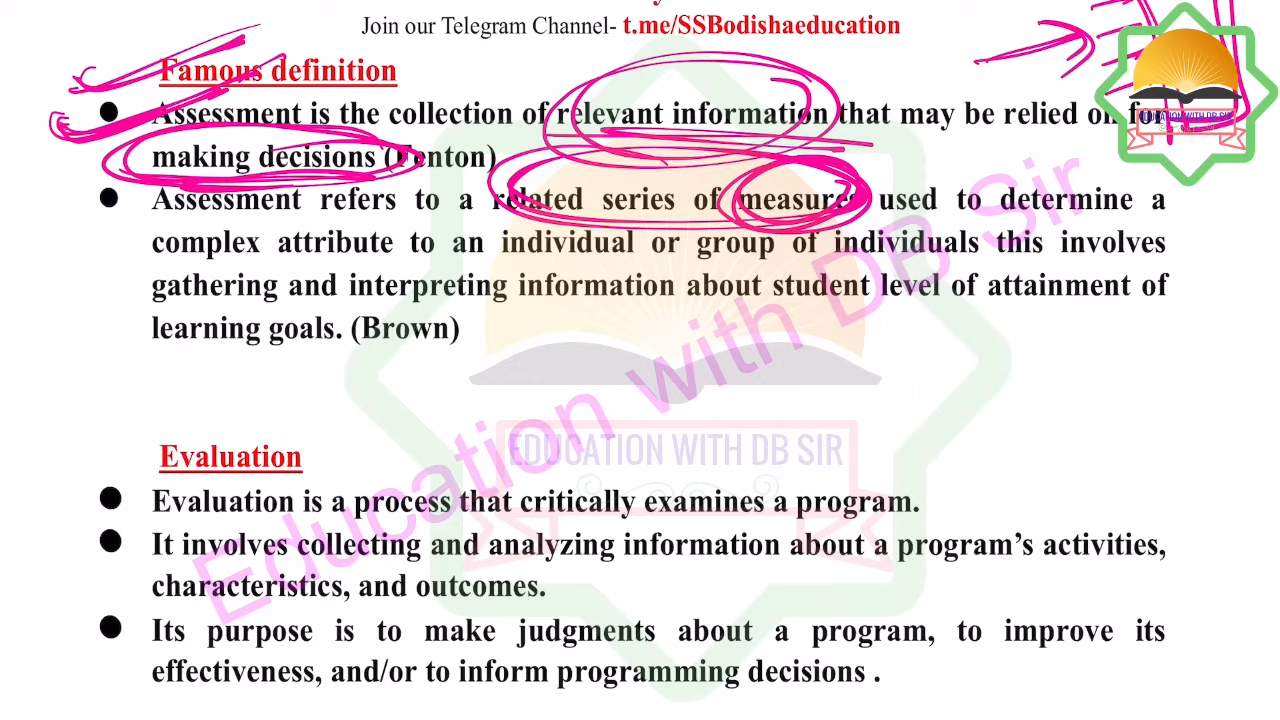 Join our Telegram Channel- t.me/SSBodishaeducation
Famous definition
● Assessment is the collection of relevant information that may be relied on for
making decisions (Fenton)
● Assessment refers to a related series of measures used to determine a
complex attribute to an individual or group of individuals this involves
gathering and interpreting information about student level of attainment of
learning goals. (Brown)
Evaluation
● Evaluation is a process that critically examines a program.
● It involves collecting and analyzing information about a program’s activities,
characteristics, and outcomes.
● Its purpose is to make judgments about a program, to improve its
effectiveness, and/or to inform programming decisions .
EDUCATION WITH DB SIR
Education with DB Sir
EDUCATION WITH DB SIR